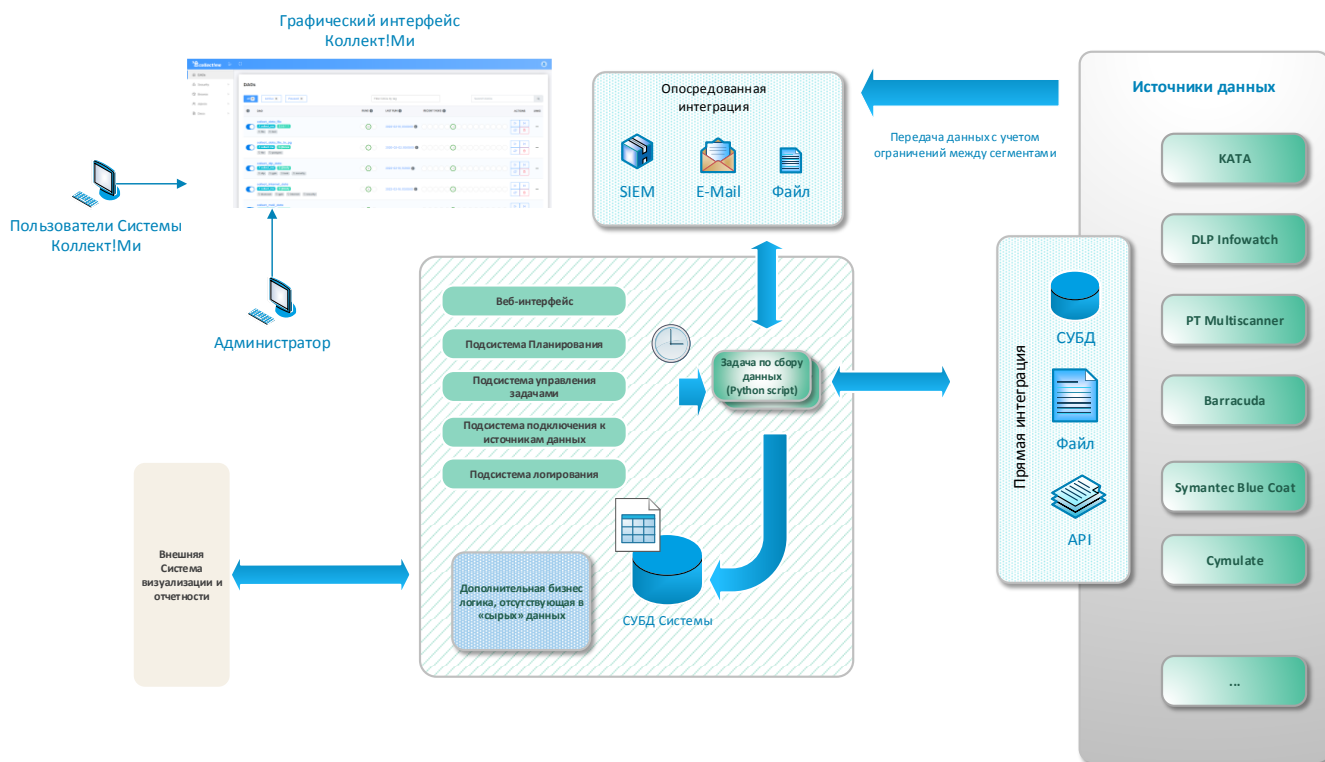 Графический интерфейс
Коллект!Ми
DAGs
Пользователи Системы
Коллект!Ми
Администратор
Опосредованная
интеграция
SIEM
E-Mail
Файл
Передача данных с учетом
ограничений между сегментами
Источники данных
KATA
DLP Infowatch
PT Multiscanner
Barracuda
Symantec Blue Coat
Cymulate
...
Прямая интеграция
СУБД
Файл
API
Веб-интерфейс
Подсистема Планирования
Подсистема управления
задачами
Подсистема подключения к
источникам данных
Подсистема логирования
Задача по сбору
данных
(Python script)
Дополнительная бизнес
логика, отсутствующая в
«сырых» данных
СУБД Системы
Внешняя
Система
визуализации и
отчетности